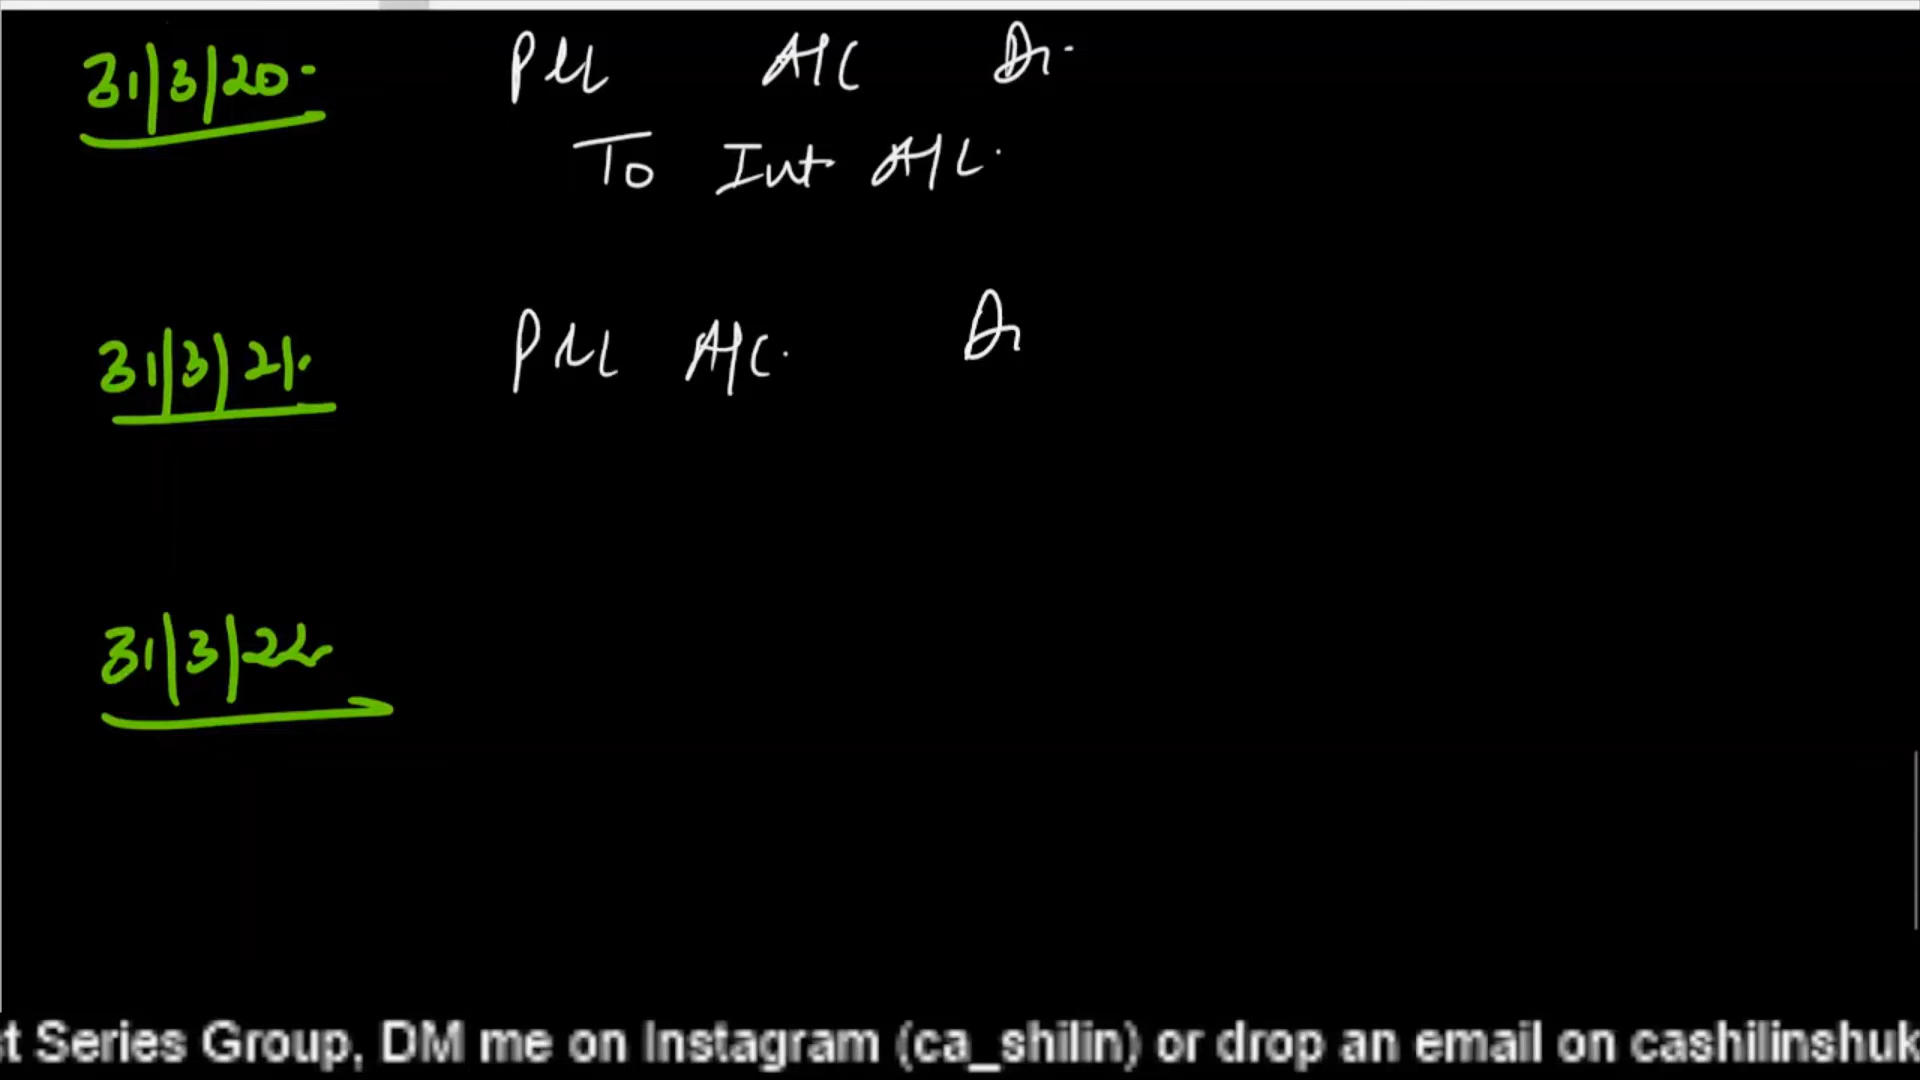 31/3/20.
P&L A/C Dr.
To Int A/C.
31/3/21.
P&L A/C. Dr
31/3/22
st Series Group, DM me on Instagram (ca_shilin) or drop an email on cashilinshuk